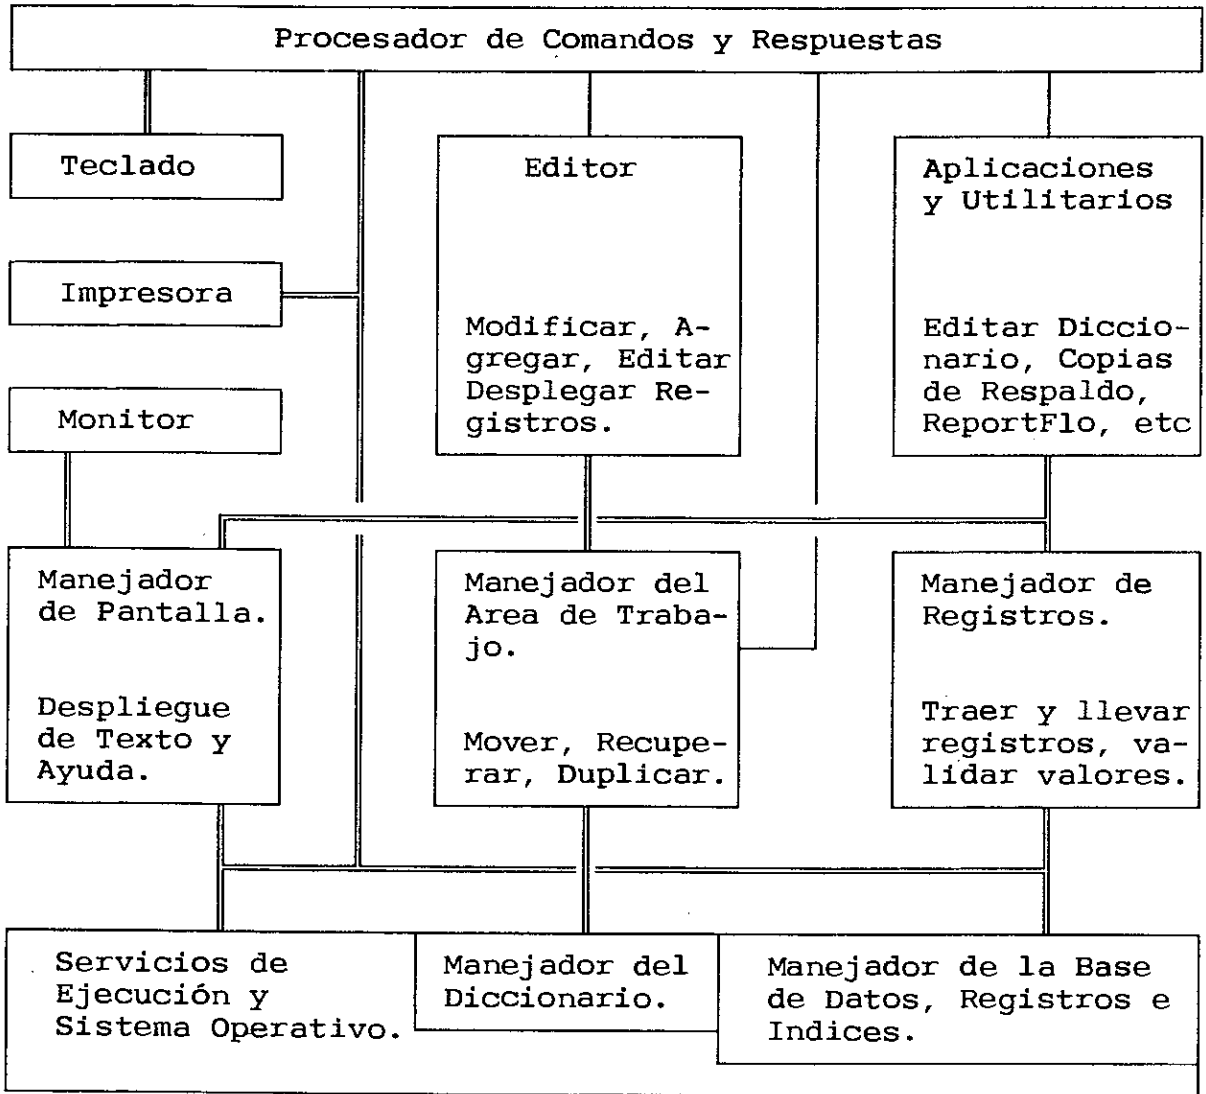 Procesador de Comandos y Respuestas
Teclado
Impresora
Monitor
Editor
Modificar, A-
gregar, Editar
Desplegar Re-
gistros.
Aplicaciones
y Utilitarios
Editar Diccio-
nario, Copias
de Respaldo,
ReportFlo, etc
Manejador
de Pantalla.
Despliegue
de Texto y
Ayuda.
Manejador del
Area de Traba-
jo.
Mover, Recupe-
rar, Duplicar.
Manejador de
Registros.
Traer y llevar
registros, va-
lidar valores.
Servicios de
Ejecución y
Sistema Operativo.
Manejador del
Diccionario.
Manejador de la Base
de Datos, Registros e
Indices.